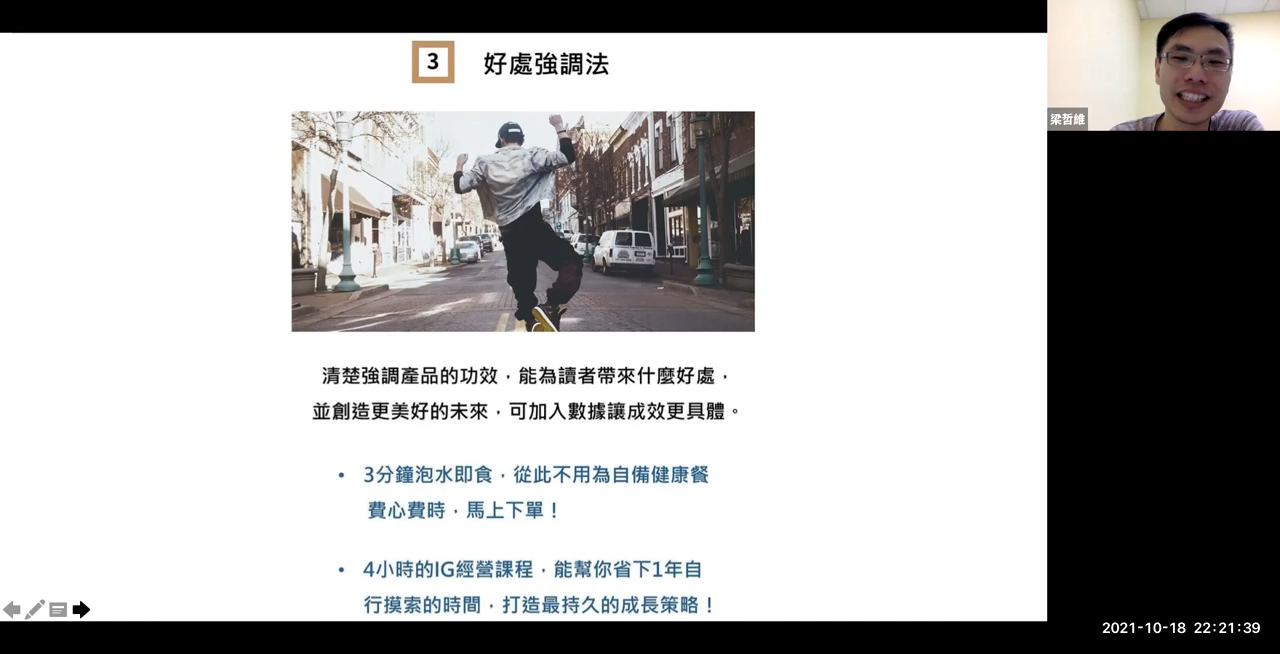 3 好處強調法
梁哲維
清楚強調產品的功效，能為讀者帶來什麼好處，
並創造更美好的未來，可加入數據讓成效更具體。
• 3分鐘泡水即食，從此不用為自備健康餐
費心費時，馬上下單！
• 4小時的IG經營課程，能幫你省下1年自
行摸索的時間，打造最持久的成長策略！
2021-10-18 22:21:39